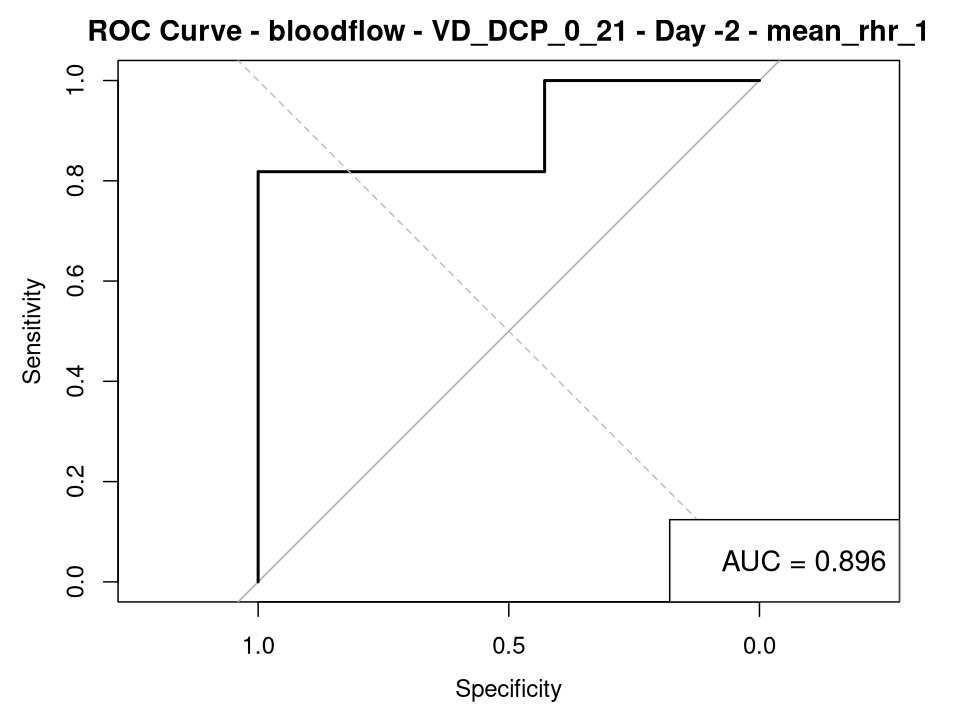 ROC Curve - bloodflow - VD_DCP_0_21 - Day -2 - mean_rhr_1
1.0
0.8
0.6
0.4
0.2
0.0
Sensitivity
AUC = 0.896
1.0 0.5 0.0
Specificity